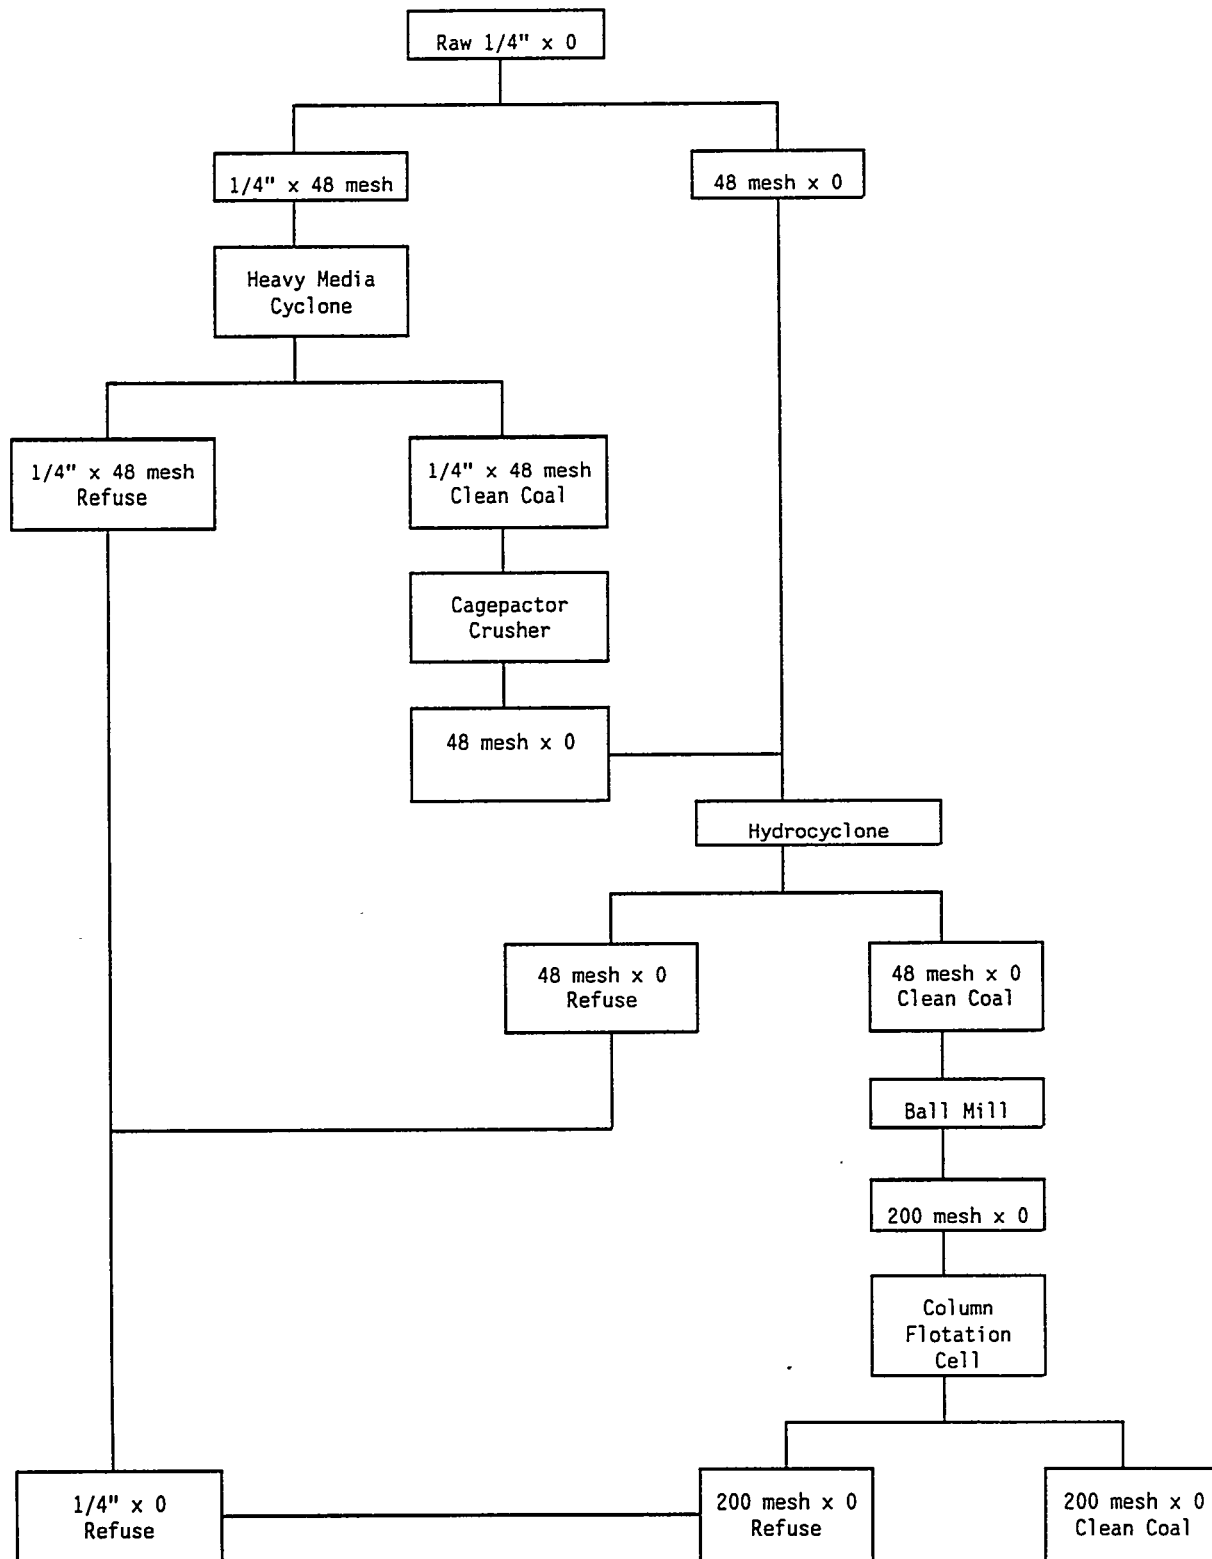 Raw 1/4" x 0
1/4" x 48 mesh
48 mesh x 0
Heavy Media
Cyclone
1/4" x 48 mesh
Refuse
1/4" x 48 mesh
Clean Coal
Cagepactor
Crusher
48 mesh x 0
Hydrocyclone
48 mesh x 0
Refuse
48 mesh x 0
Clean Coal
Ball Mill
200 mesh x 0
Column
Flotation
Cell
1/4" x 0
Refuse
200 mesh x 0
Refuse
200 mesh x 0
Clean Coal